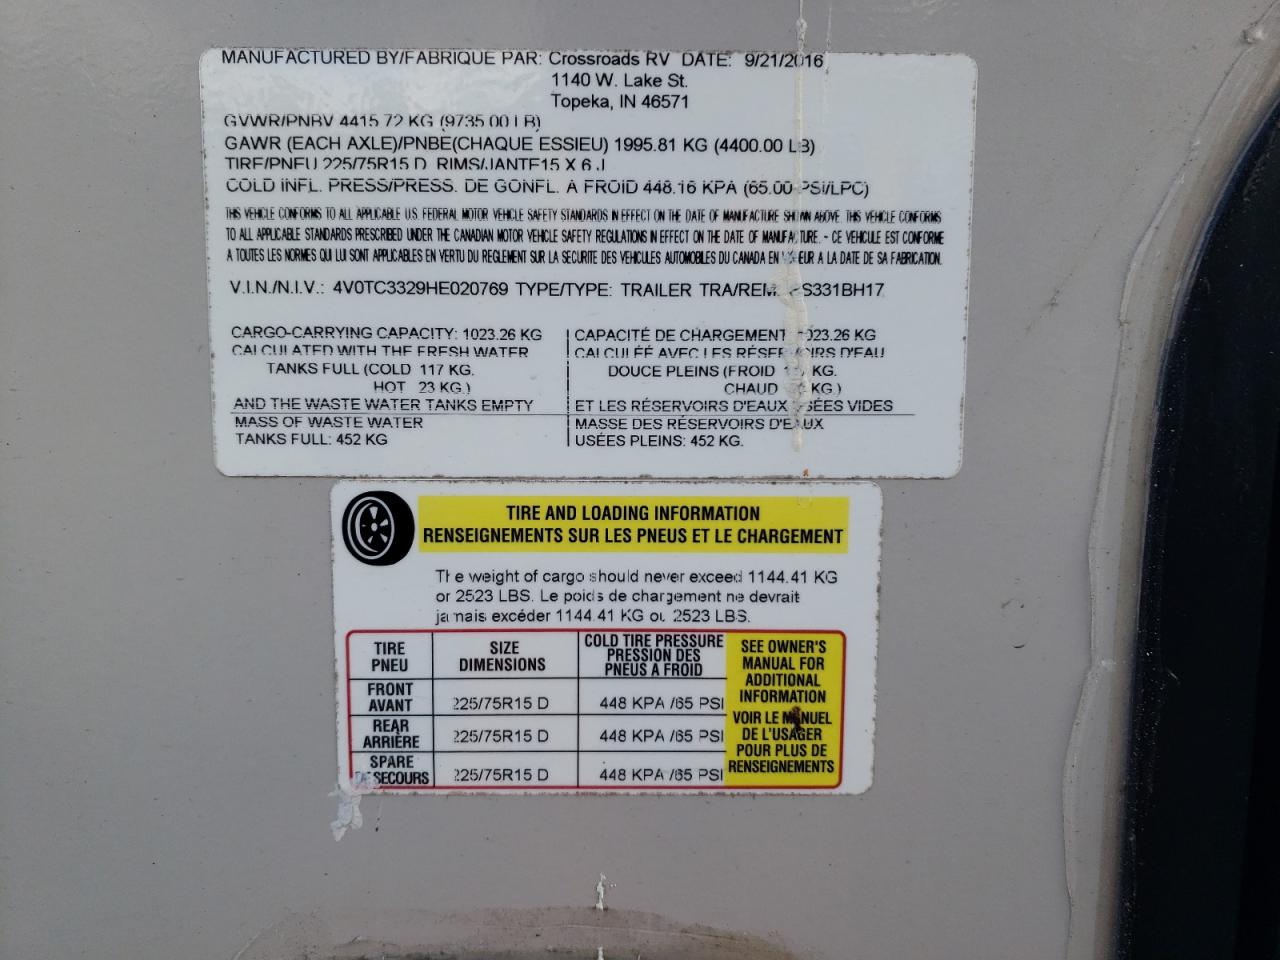 MANUFACTURED BY/FABRIQUE PAR: Crossroads RV DATE: 9/21/2016
1140 W. Lake St.
Topeka, IN 46571
GVWR/PNBV 4415.72 KG (9735.00 LB)
GAWR (EACH AXLE)/PNBE(CHAQUE ESSIEU) 1995.81 KG (4400.00 LB)
TIRE/PNEU 225/75R15 D RIMS/JANTE15 X 6 J
COLD INFL. PRESS/PRESS. DE GONFL. A FROID 448.16 KPA (65.00 PSI/LPC)
THIS VEHICLE CONFORMS TO ALL APPLICABLE U.S. FEDERAL MOTOR VEHICLE SAFETY STANDARDS IN EFFECT ON THE DATE OF MANUFACTURE SHOWN ABOVE. THIS VEHICLE CONFORMS
TO ALL APPLICABLE STANDARDS PRESCRIBED UNDER THE CANADIAN MOTOR VEHICLE SAFETY REGULATIONS IN EFFECT ON THE DATE OF MANUFACTURE. - CE VEHICULE EST CONFORME
A TOUTES LES NORMES QUI LUI SONT APPLICABLES EN VERTU DU REGLEMENT SUR LA SECURITE DES VEHICULES AUTOMOBILES DU CANADA EN VIGUEUR A LA DATE DE SA FABRICATION.
V.I.N./N.I.V.: 4V0TC3329HE020769 TYPE/TYPE: TRAILER TRA/REM. S331BH17
CARGO-CARRYING CAPACITY: 1023.26 KG
CALCULATED WITH THE FRESH WATER
TANKS FULL (COLD 117 KG.
HOT 23 KG.)
AND THE WASTE WATER TANKS EMPTY
MASS OF WASTE WATER
TANKS FULL: 452 KG
CAPACITÉ DE CHARGEMENT 1023.26 KG
CALCULÉÉ AVEC LES RÉSERVOIRS D'EAU
DOUCE PLEINS (FROID KG.
CHAUD KG.)
ET LES RÉSERVOIRS D'EAUX USÉES VIDES
MASSE DES RÉSERVOIRS D'EAUX
USÉES PLEINS: 452 KG.
TIRE AND LOADING INFORMATION
RENSEIGNEMENTS SUR LES PNEUS ET LE CHARGEMENT
The weight of cargo should never exceed 1144.41 KG
or 2523 LBS. Le poids de chargement ne devrait
jamais excéder 1144.41 KG ou 2523 LBS.
TIRE
PNEU
SIZE
DIMENSIONS
COLD TIRE PRESSURE
PRESSION DES
PNEUS A FROID
FRONT
AVANT
225/75R15 D
448 KPA /65 PSI
REAR
ARRIÈRE
225/75R15 D
448 KPA /65 PSI
SPARE
DE SECOURS
225/75R15 D
448 KPA /65 PSI
SEE OWNER'S
MANUAL FOR
ADDITIONAL
INFORMATION
VOIR LE MANUEL
DE L'USAGER
POUR PLUS DE
RENSEIGNEMENTS